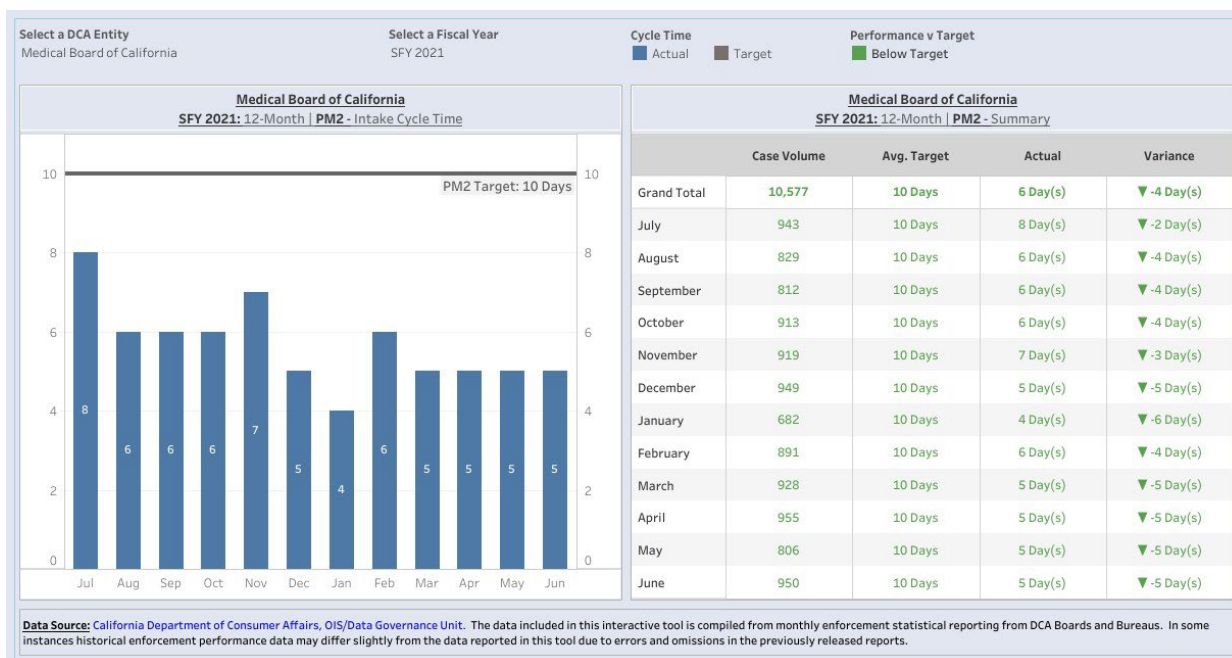 Select a DCA Entity
Medical Board of California
Select a Fiscal Year
SFY 2021
Cycle Time
Actual Target
Performance v Target
Below Target
Medical Board of California
SFY 2021: 12-Month | PM2 - Intake Cycle Time
10 10
PM2 Target: 10 Days
8 8
6 6
4 4
2 2
0 0
8 6 6 6 7 5 4 6 5 5 5 5
Jul Aug Sep Oct Nov Dec Jan Feb Mar Apr May Jun
Medical Board of California
SFY 2021: 12-Month | PM2 - Summary
Case Volume Avg. Target Actual Variance
Grand Total 10,577 10 Days 6 Day(s) ▼ -4 Day(s)
July 943 10 Days 8 Day(s) ▼ -2 Day(s)
August 829 10 Days 6 Day(s) ▼ -4 Day(s)
September 812 10 Days 6 Day(s) ▼ -4 Day(s)
October 913 10 Days 6 Day(s) ▼ -4 Day(s)
November 919 10 Days 7 Day(s) ▼ -3 Day(s)
December 949 10 Days 5 Day(s) ▼ -5 Day(s)
January 682 10 Days 4 Day(s) ▼ -6 Day(s)
February 891 10 Days 6 Day(s) ▼ -4 Day(s)
March 928 10 Days 5 Day(s) ▼ -5 Day(s)
April 955 10 Days 5 Day(s) ▼ -5 Day(s)
May 806 10 Days 5 Day(s) ▼ -5 Day(s)
June 950 10 Days 5 Day(s) ▼ -5 Day(s)
Data Source: California Department of Consumer Affairs, OIS/Data Governance Unit. The data included in this interactive tool is compiled from monthly enforcement statistical reporting from DCA Boards and Bureaus. In some
instances historical enforcement performance data may differ slightly from the data reported in this tool due to errors and omissions in the previously released reports.